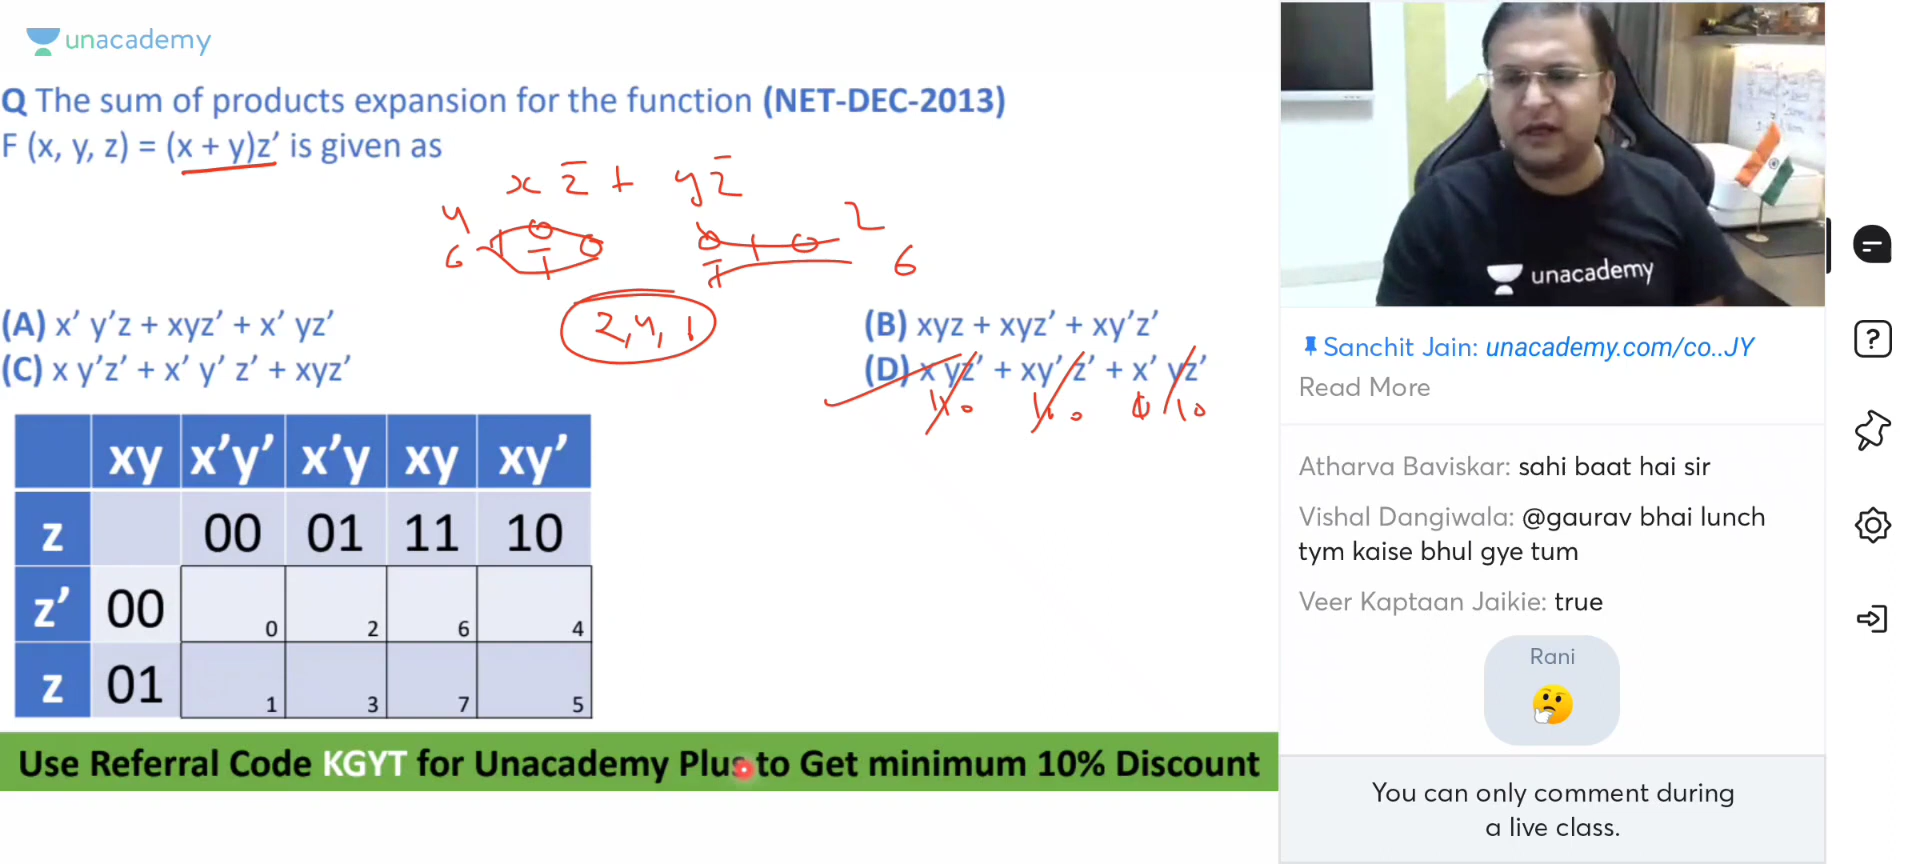 unacademy
Q The sum of products expansion for the function (NET-DEC-2013)
F (x, y, z) = (x + y)z′ is given as
x z̅ + y z̅
4
6
2
6
2, 4,
(A) x′ y′z + xyz′ + x′ yz′
(B) xyz + xyz′ + xy′z′
(C) x y′z′ + x′ y′ z′ + xyz′
(D) x yz′ + xy′ z′ + x′ yz′
xy x′y′ x′y xy xy′
z 00 01 11 10
z′ 00 0 2 6 4
z 01 1 3 7 5
Use Referral Code KGYT for Unacademy Plus to Get minimum 10% Discount
unacademy
Sanchit Jain: unacademy.com/co..JY
Read More
Atharva Baviskar: sahi baat hai sir
Vishal Dangiwala: @gaurav bhai lunch
tym kaise bhul gye tum
Veer Kaptaan Jaikie: true
Rani
You can only comment during
a live class.